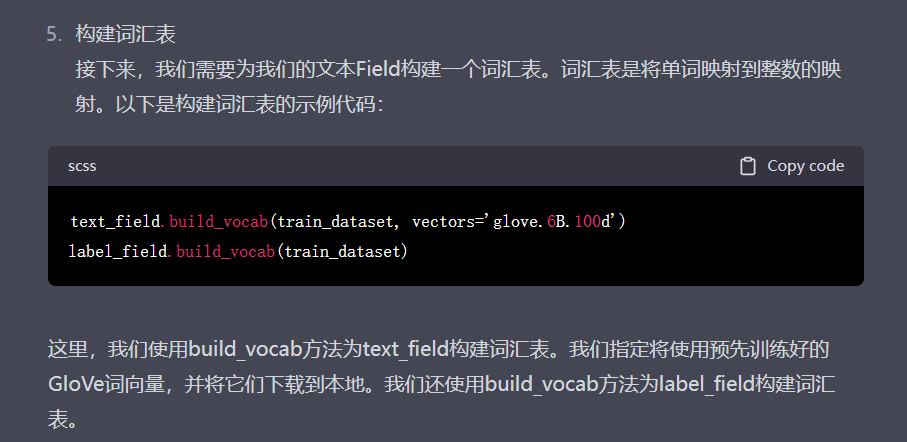 5. 构建词汇表
接下来，我们需要为我们的文本Field构建一个词汇表。词汇表是将单词映射到整数的映
射。以下是构建词汇表的示例代码：
scss Copy code
text_field.build_vocab(train_dataset, vectors='glove.6B.100d')
label_field.build_vocab(train_dataset)
这里，我们使用build_vocab方法为text_field构建词汇表。我们指定将使用预先训练好的
GloVe词向量，并将它们下载到本地。我们还使用build_vocab方法为label_field构建词汇
表。